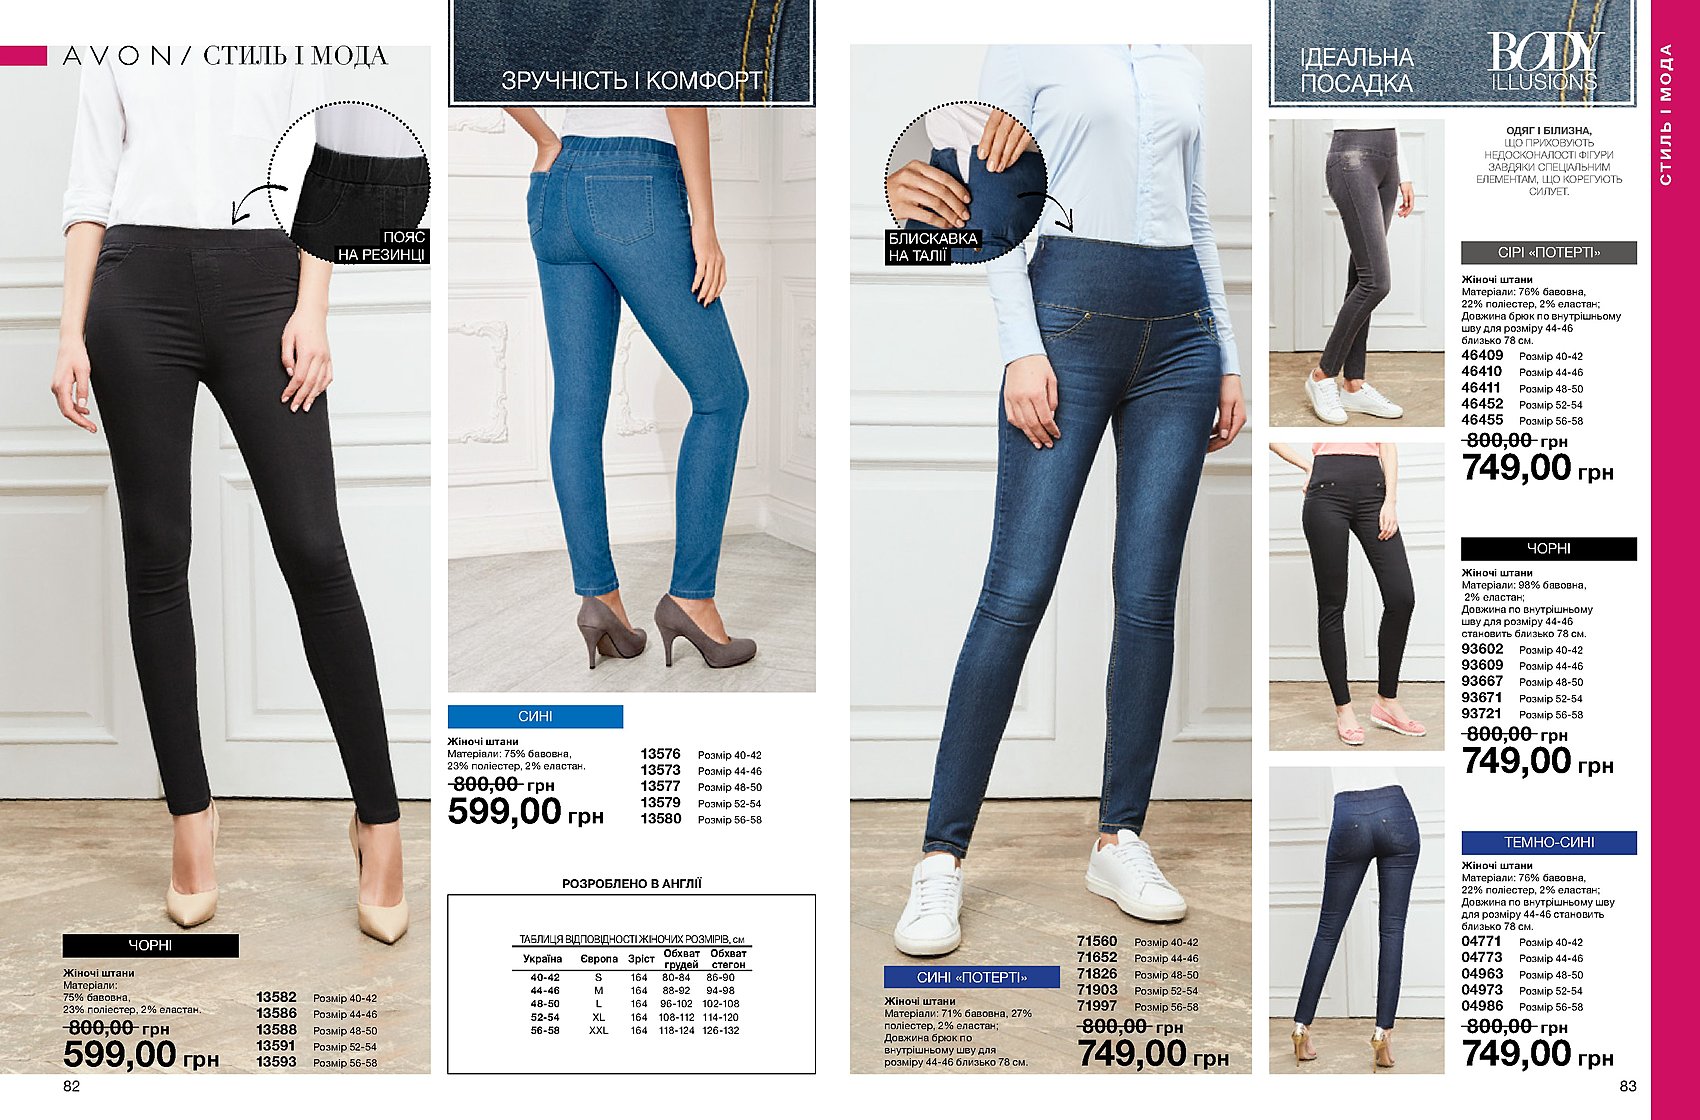 AVON / СТИЛЬ І МОДА
ПОЯС
НА РЕЗИНЦІ
ЧОРНІ
Жіночі штани
Матеріали:
75% бавовна,
23% поліестер, 2% еластан.
800,00 грн
599,00 грн
13582 Розмір 40-42
13586 Розмір 44-46
13588 Розмір 48-50
13591 Розмір 52-54
13593 Розмір 56-58
82
ЗРУЧНІСТЬ І КОМФОРТ
СИНІ
Жіночі штани
Матеріали: 75% бавовна,
23% поліестер, 2% еластан.
800,00 грн
599,00 грн
13576 Розмір 40-42
13573 Розмір 44-46
13577 Розмір 48-50
13579 Розмір 52-54
13580 Розмір 56-58
РОЗРОБЛЕНО В АНГЛІЇ
ТАБЛИЦЯ ВІДПОВІДНОСТІ ЖІНОЧИХ РОЗМІРІВ, см
Україна Європа Зріст Обхват грудей Обхват стегон
40-42 S 164 80-84 86-90
44-46 M 164 88-92 94-98
48-50 L 164 96-102 102-108
52-54 XL 164 108-112 114-120
56-58 XXL 164 118-124 126-132
БЛИСКАВКА
НА ТАЛІЇ
СИНІ «ПОТЕРТІ»
Жіночі штани
Матеріали: 71% бавовна, 27%
поліестер, 2% еластан;
Довжина брюк по
внутрішньому шву для
розміру 44-46 близько 78 см.
71560 Розмір 40-42
71652 Розмір 44-46
71826 Розмір 48-50
71903 Розмір 52-54
71997 Розмір 56-58
800,00 грн
749,00 грн
ІДЕАЛЬНА
ПОСАДКА
BODY
ILLUSIONS
ОДЯГ І БІЛИЗНА,
ЩО ПРИХОВУЮТЬ
НЕДОСКОНАЛОСТІ ФІГУРИ
ЗАВДЯКИ СПЕЦІАЛЬНИМ
ЕЛЕМЕНТАМ, ЩО КОРЕГУЮТЬ
СИЛУЕТ.
СІРІ «ПОТЕРТІ»
Жіночі штани
Матеріали: 76% бавовна,
22% поліестер, 2% еластан;
Довжина брюк по внутрішньому
шву для розміру 44-46
близько 78 см.
46409 Розмір 40-42
46410 Розмір 44-46
46411 Розмір 48-50
46452 Розмір 52-54
46455 Розмір 56-58
800,00 грн
749,00 грн
ЧОРНІ
Жіночі штани
Матеріали: 98% бавовна,
2% еластан;
Довжина по внутрішньому
шву для розміру 44-46
становить близько 78 см.
93602 Розмір 40-42
93609 Розмір 44-46
93667 Розмір 48-50
93671 Розмір 52-54
93721 Розмір 56-58
800,00 грн
749,00 грн
ТЕМНО-СИНІ
Жіночі штани
Матеріали: 76% бавовна,
22% поліестер, 2% еластан;
Довжина по внутрішньому шву
для розміру 44-46 становить
близько 78 см.
04771 Розмір 40-42
04773 Розмір 44-46
04963 Розмір 48-50
04973 Розмір 52-54
04986 Розмір 56-58
800,00 грн
749,00 грн
83
СТИЛЬ І МОДА